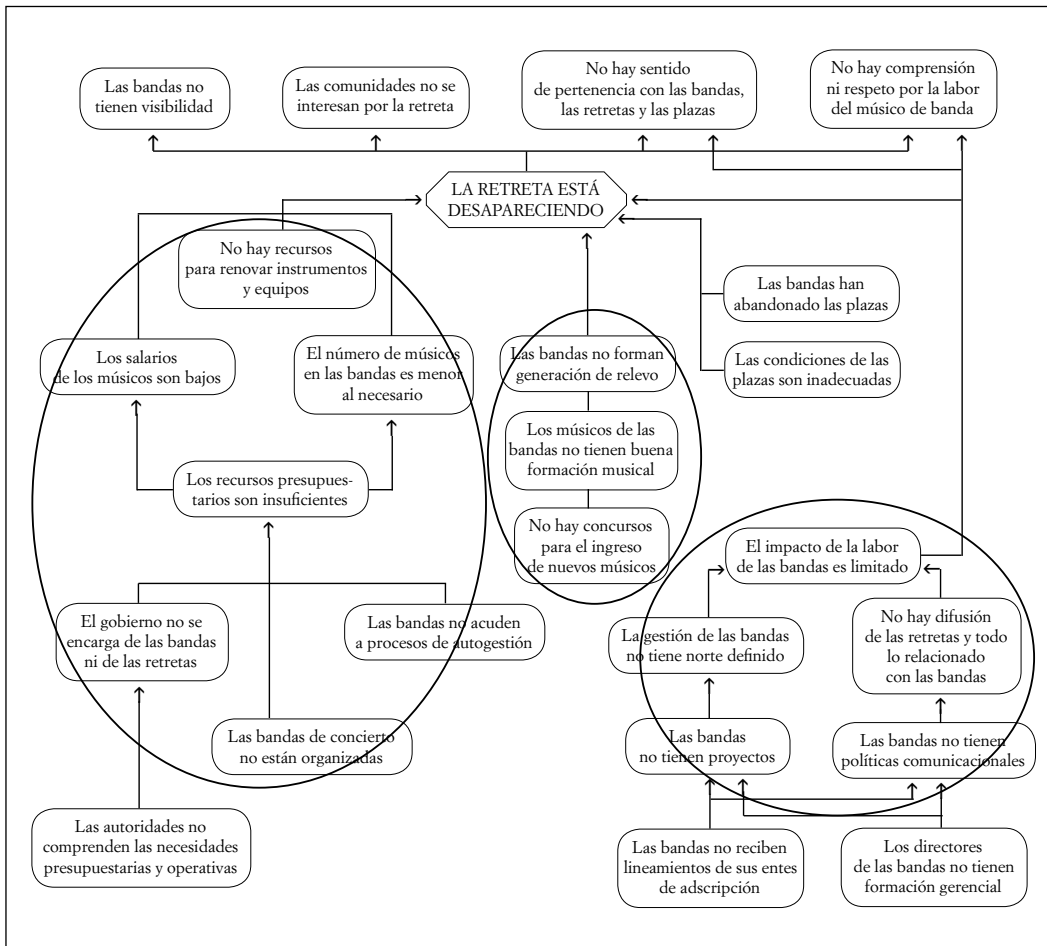 Las bandas no
tienen visibilidad
Las comunidades no se
interesan por la retreta
No hay sentido
de pertenencia con las bandas,
las retretas y las plazas
No hay comprensión
ni respeto por la labor
del músico de banda
LA RETRETA ESTÁ
DESAPARECIENDO
No hay recursos
para renovar instrumentos
y equipos
Las bandas han
abandonado las plazas
Los salarios
de los músicos son bajos
El número de músicos
en las bandas es menor
al necesario
Las bandas no forman
generación de relevo
Las condiciones de las
plazas son inadecuadas
Los músicos de las
bandas no tienen buena
formación musical
Los recursos presupues-
tarios son insuficientes
No hay concursos
para el ingreso
de nuevos músicos
El impacto de la labor
de las bandas es limitado
El gobierno no se
encarga de las bandas
ni de las retretas
Las bandas no acuden
a procesos de autogestión
La gestión de las bandas
no tiene norte definido
No hay difusión
de las retretas y todo
lo relacionado
con las bandas
Las bandas de concierto
no están organizadas
Las bandas
no tienen proyectos
Las bandas no tienen
políticas comunicacionales
Las autoridades no
comprenden las necesidades
presupuestarias y operativas
Las bandas no reciben
lineamientos de sus entes
de adscripción
Los directores
de las bandas no tienen
formación gerencial